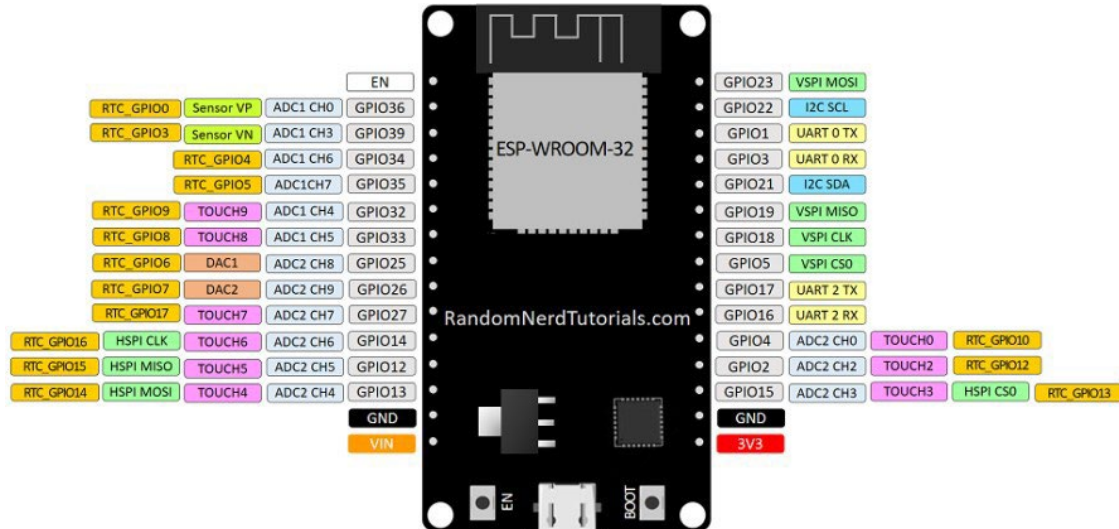 EN GPIO23 VSPI MOSI
RTC_GPIO0 Sensor VP ADC1 CH0 GPIO36 GPIO22 I2C SCL
RTC_GPIO3 Sensor VN ADC1 CH3 GPIO39 GPIO1 UART 0 TX
ESP-WROOM-32
RTC_GPIO4 ADC1 CH6 GPIO34 GPIO3 UART 0 RX
RTC_GPIO5 ADC1CH7 GPIO35 GPIO21 I2C SDA
RTC_GPIO9 TOUCH9 ADC1 CH4 GPIO32 GPIO19 VSPI MISO
RTC_GPIO8 TOUCH8 ADC1 CH5 GPIO33 GPIO18 VSPI CLK
RTC_GPIO6 DAC1 ADC2 CH8 GPIO25 GPIO5 VSPI CS0
RTC_GPIO7 DAC2 ADC2 CH9 GPIO26 GPIO17 UART 2 TX
RTC_GPIO17 TOUCH7 ADC2 CH7 GPIO27 RandomNerdTutorials.com GPIO16 UART 2 RX
RTC_GPIO16 HSPI CLK TOUCH6 ADC2 CH6 GPIO14 GPIO4 ADC2 CH0 TOUCH0 RTC_GPIO10
RTC_GPIO15 HSPI MISO TOUCH5 ADC2 CH5 GPIO12 GPIO2 ADC2 CH2 TOUCH2 RTC_GPIO12
RTC_GPIO14 HSPI MOSI TOUCH4 ADC2 CH4 GPIO13 GPIO15 ADC2 CH3 TOUCH3 HSPI CS0 RTC_GPIO13
GND GND
VIN 3V3
EN BOOT